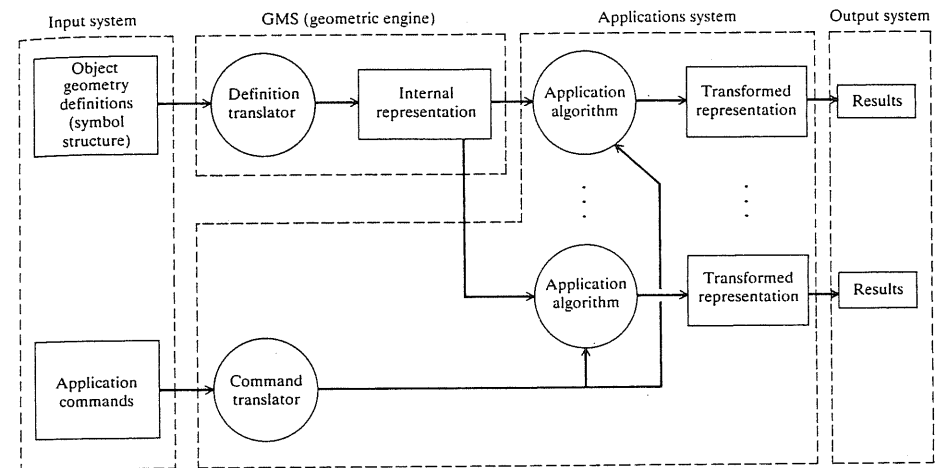 Input system
GMS (geometric engine)
Applications system
Output system
Object
geometry
definitions
(symbol
structure)
Definition
translator
Internal
representation
Application
algorithm
Transformed
representation
Results
Application
algorithm
Transformed
representation
Results
Application
commands
Command
translator